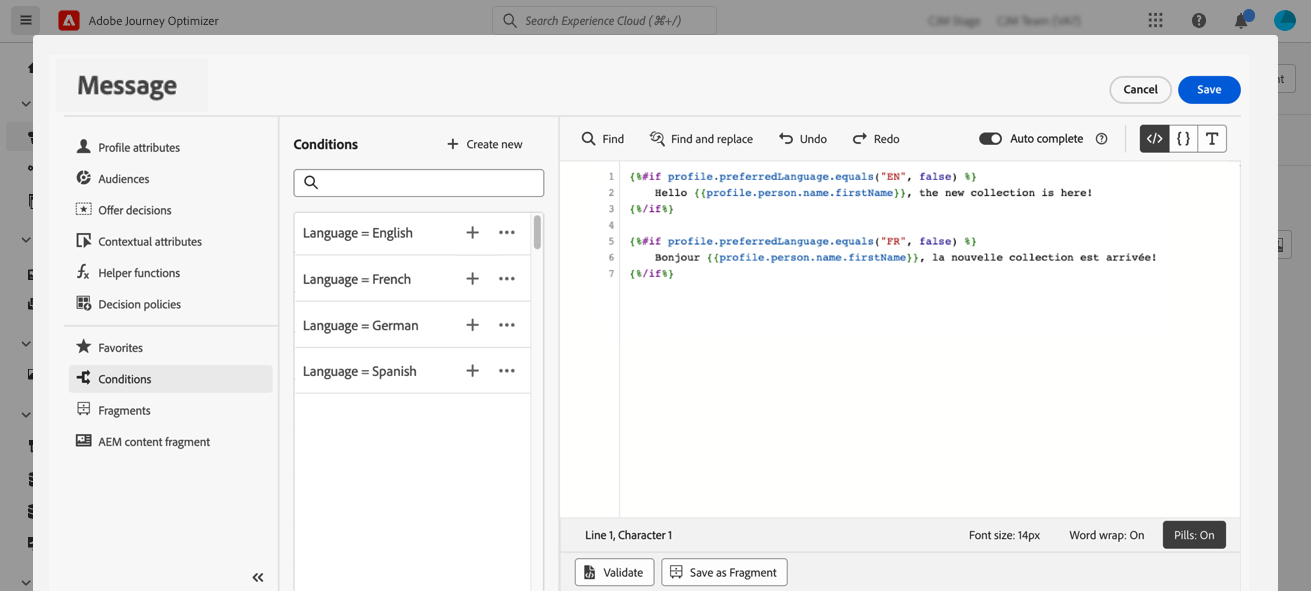 Adobe Journey Optimizer
Search Experience Cloud (⌘+/)
Message
Cancel
Save
Profile attributes
Audiences
Offer decisions
Contextual attributes
Helper functions
Decision policies
Favorites
Conditions
Fragments
AEM content fragment
Conditions
Create new
Language = English
Language = French
Language = German
Language = Spanish
Find
Find and replace
Undo
Redo
Auto complete
1 {%#if profile.preferredLanguage.equals("EN", false) %}
2 Hello {{profile.person.name.firstName}}, the new collection is here!
3 {%/if%}
4
5 {%#if profile.preferredLanguage.equals("FR", false) %}
6 Bonjour {{profile.person.name.firstName}}, la nouvelle collection est arrivée!
7 {%/if%}
Line 1, Character 1
Font size: 14px
Word wrap: On
Pills: On
Validate
Save as Fragment